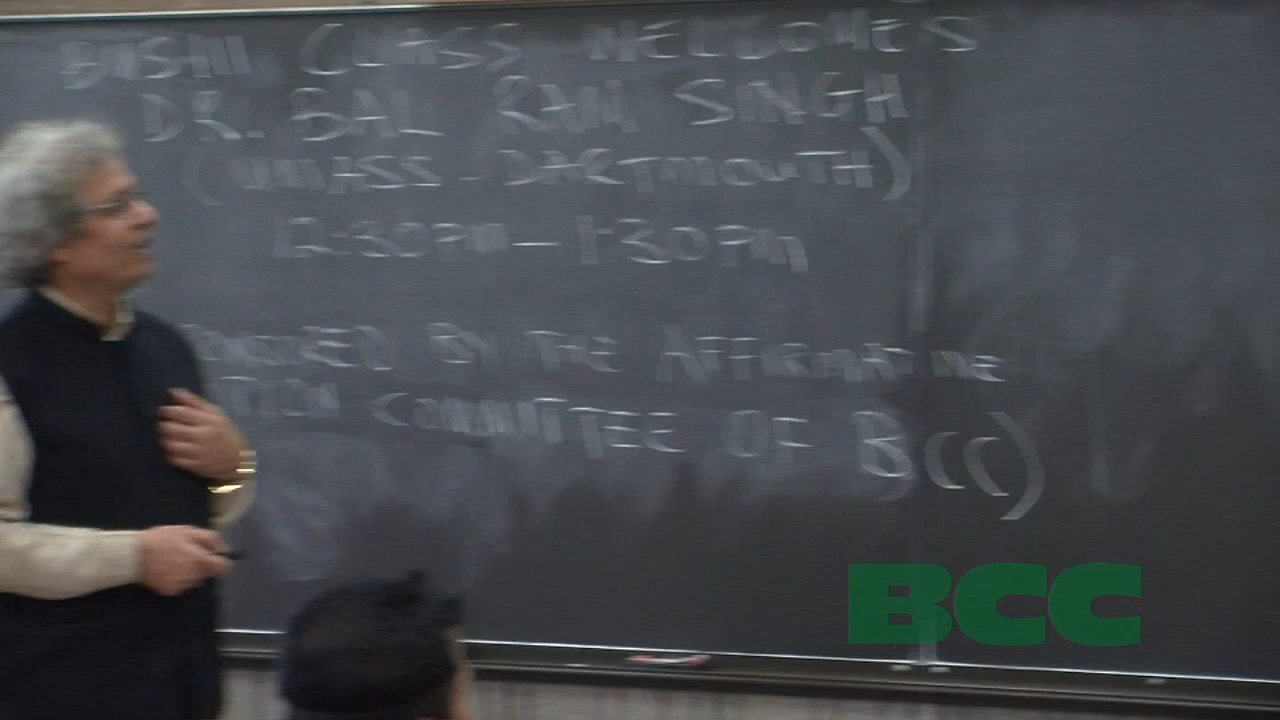 CLASS WELCOMES
DR. BAL RAM SINGH
(UMASS-DARTMOUTH)
12:30PM-1:30PM
BY THE AFFIRMATIVE
COMMITTEE OF BCC)
BCC